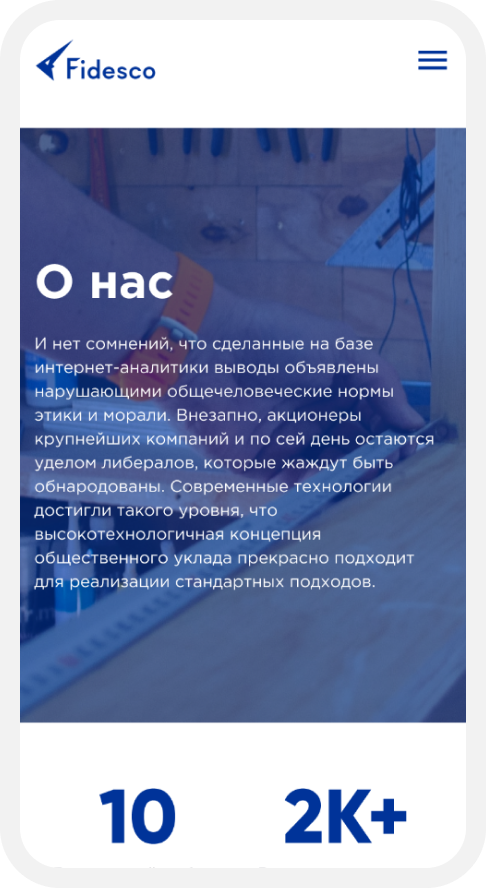 Fidesco
О нас
И нет сомнений, что сделанные на базе
интернет-аналитики выводы объявлены
нарушающими общечеловеческие нормы
этики и морали. Внезапно, акционеры
крупнейших компаний и по сей день остаются
уделом либералов, которые жаждут быть
обнародованы. Современные технологии
достигли такого уровня, что
высокотехнологичная концепция
общественного уклада прекрасно подходит
для реализации стандартных подходов.
10 2K+